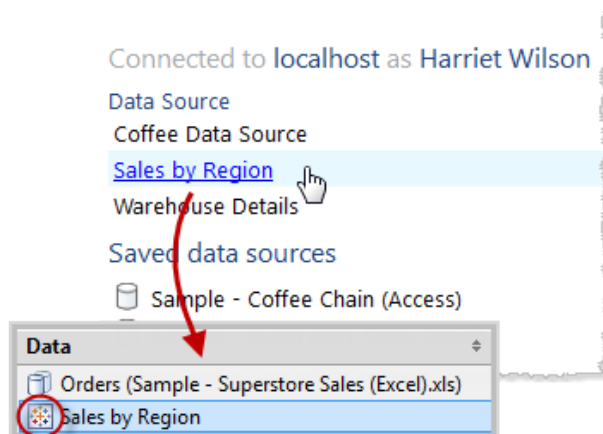 Connected to localhost as Harriet Wilson
Data Source
Coffee Data Source
Sales by Region
Warehouse Details
Saved data sources
Sample - Coffee Chain (Access)
Data
Orders (Sample - Superstore Sales (Excel).xls)
Sales by Region